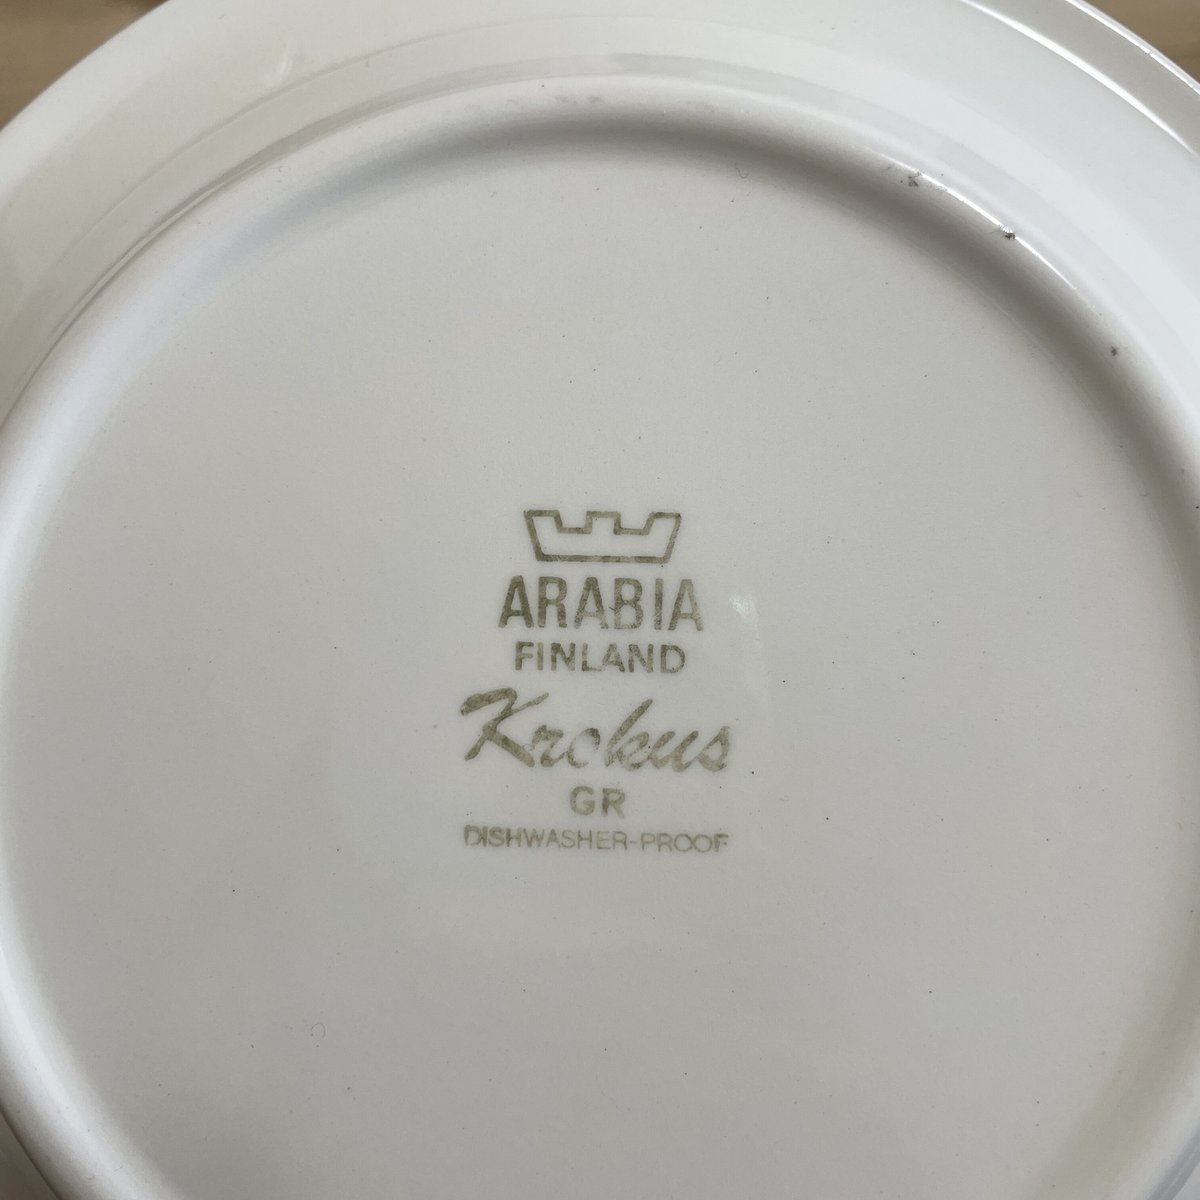 ARABIA
FINLAND
Krokus
GR
DISHWASHER-PROOF